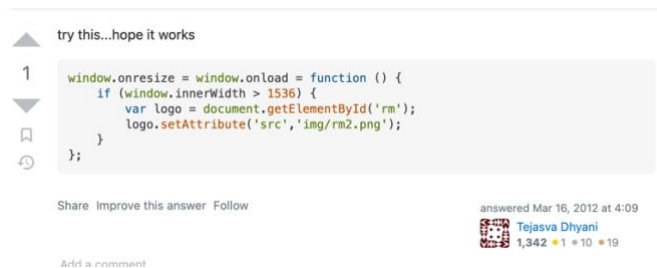 try this...hope it works
1
window.onresize = window.onload = function () {
    if (window.innerWidth > 1536) {
        var logo = document.getElementById('rm');
        logo.setAttribute('src','img/rm2.png');
    }
};
Share Improve this answer Follow
answered Mar 16, 2012 at 4:09
Tejasva Dhyani
1,342 1 10 19
Add a comment